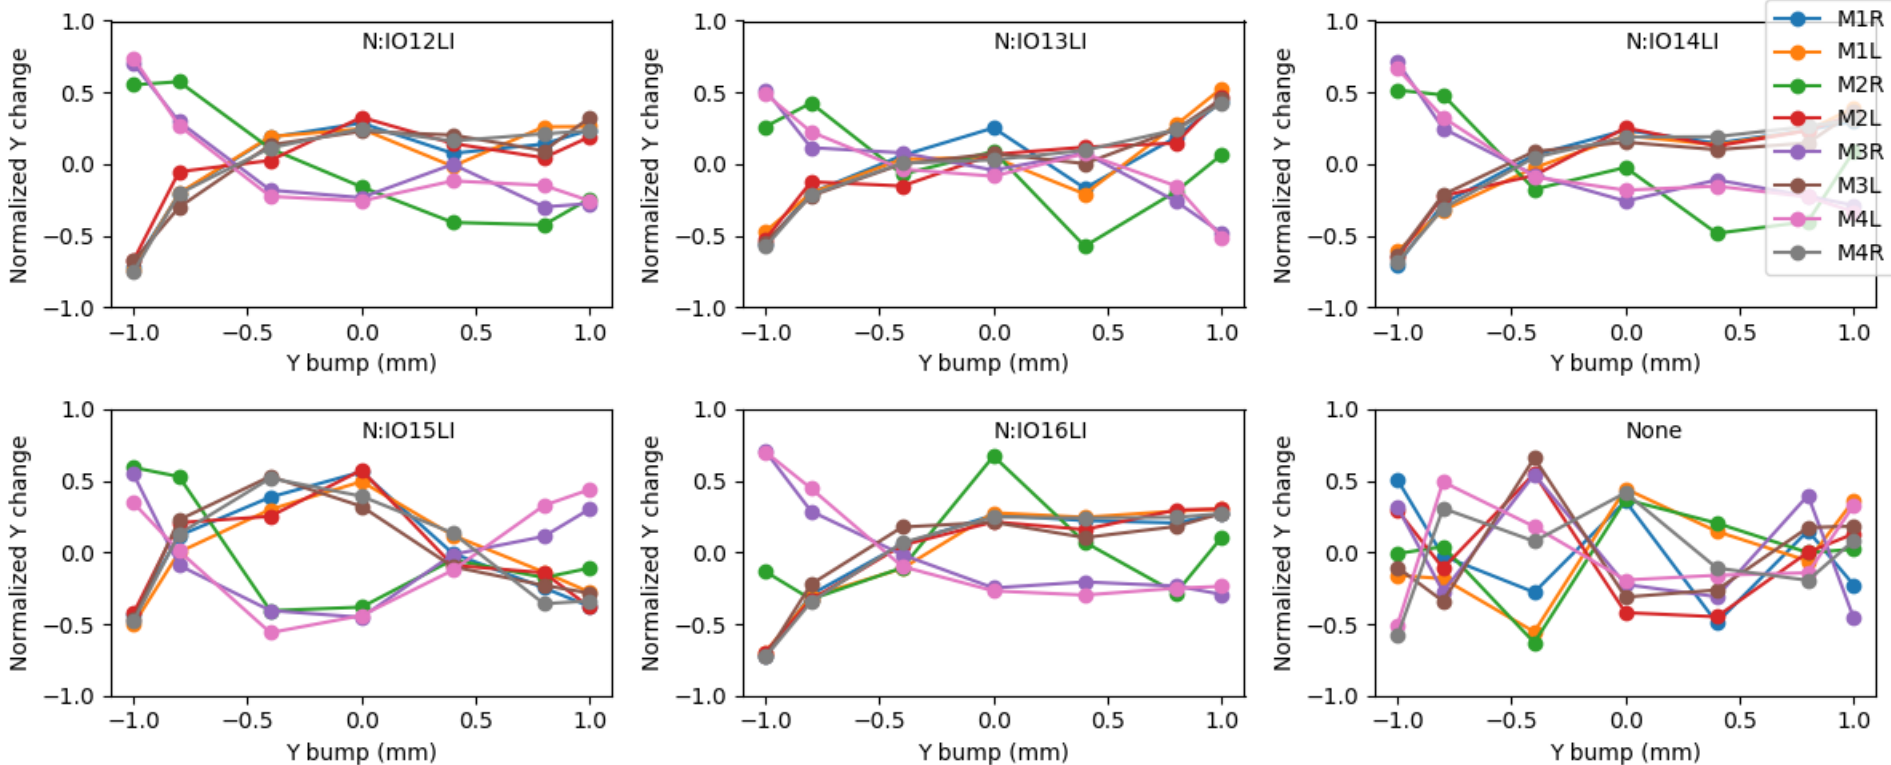 N:IO12LI
Normalized Y change
1.0
0.5
0.0
−0.5
−1.0
−1.0 −0.5 0.0 0.5 1.0
Y bump (mm)
N:IO13LI
Normalized Y change
1.0
0.5
0.0
−0.5
−1.0
−1.0 −0.5 0.0 0.5 1.0
Y bump (mm)
N:IO14LI
Normalized Y change
1.0
0.5
0.0
−0.5
−1.0
−1.0 −0.5 0.0 0.5 1.0
Y bump (mm)
M1R
M1L
M2R
M2L
M3R
M3L
M4L
M4R
N:IO15LI
Normalized Y change
1.0
0.5
0.0
−0.5
−1.0
−1.0 −0.5 0.0 0.5 1.0
Y bump (mm)
N:IO16LI
Normalized Y change
1.0
0.5
0.0
−0.5
−1.0
−1.0 −0.5 0.0 0.5 1.0
Y bump (mm)
None
Normalized Y change
1.0
0.5
0.0
−0.5
−1.0
−1.0 −0.5 0.0 0.5 1.0
Y bump (mm)